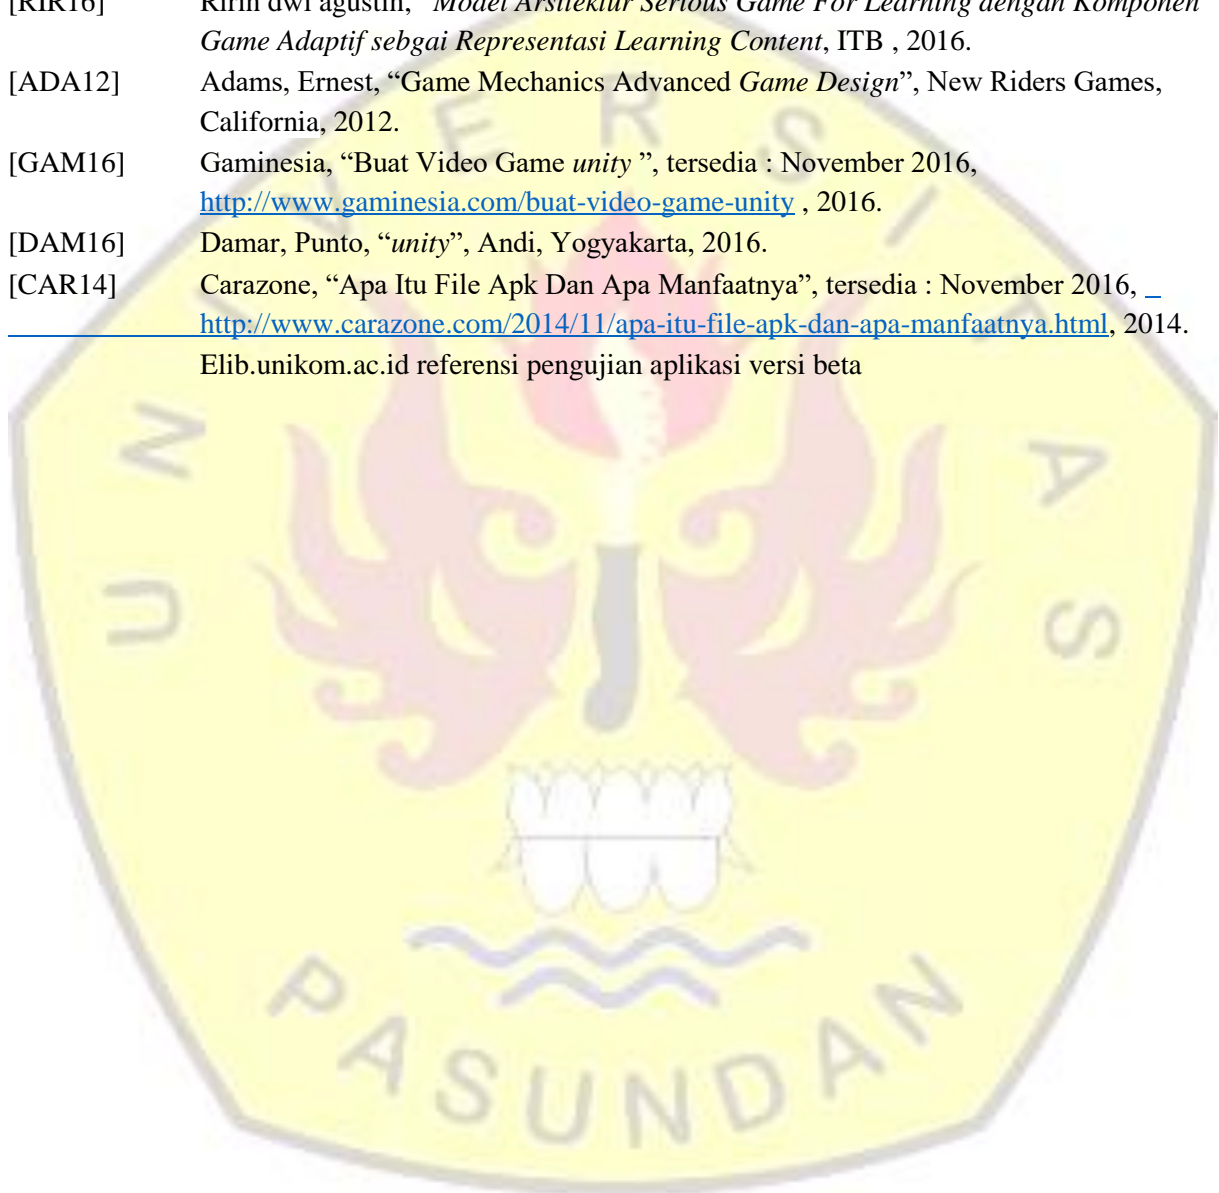 [RIR16] Ririn dwi agustin, "Model Arsitektur Serious Game For Learning dengan Komponen
Game Adaptif sebgai Representasi Learning Content, ITB , 2016.
[ADA12] Adams, Ernest, “Game Mechanics Advanced Game Design”, New Riders Games,
California, 2012.
[GAM16] Gaminesia, “Buat Video Game unity ”, tersedia : November 2016,
http://www.gaminesia.com/buat-video-game-unity , 2016.
[DAM16] Damar, Punto, “unity”, Andi, Yogyakarta, 2016.
[CAR14] Carazone, “Apa Itu File Apk Dan Apa Manfaatnya”, tersedia : November 2016,
http://www.carazone.com/2014/11/apa-itu-file-apk-dan-apa-manfaatnya.html, 2014.
Elib.unikom.ac.id referensi pengujian aplikasi versi beta
UNIVERSITAS
PASUNDAN